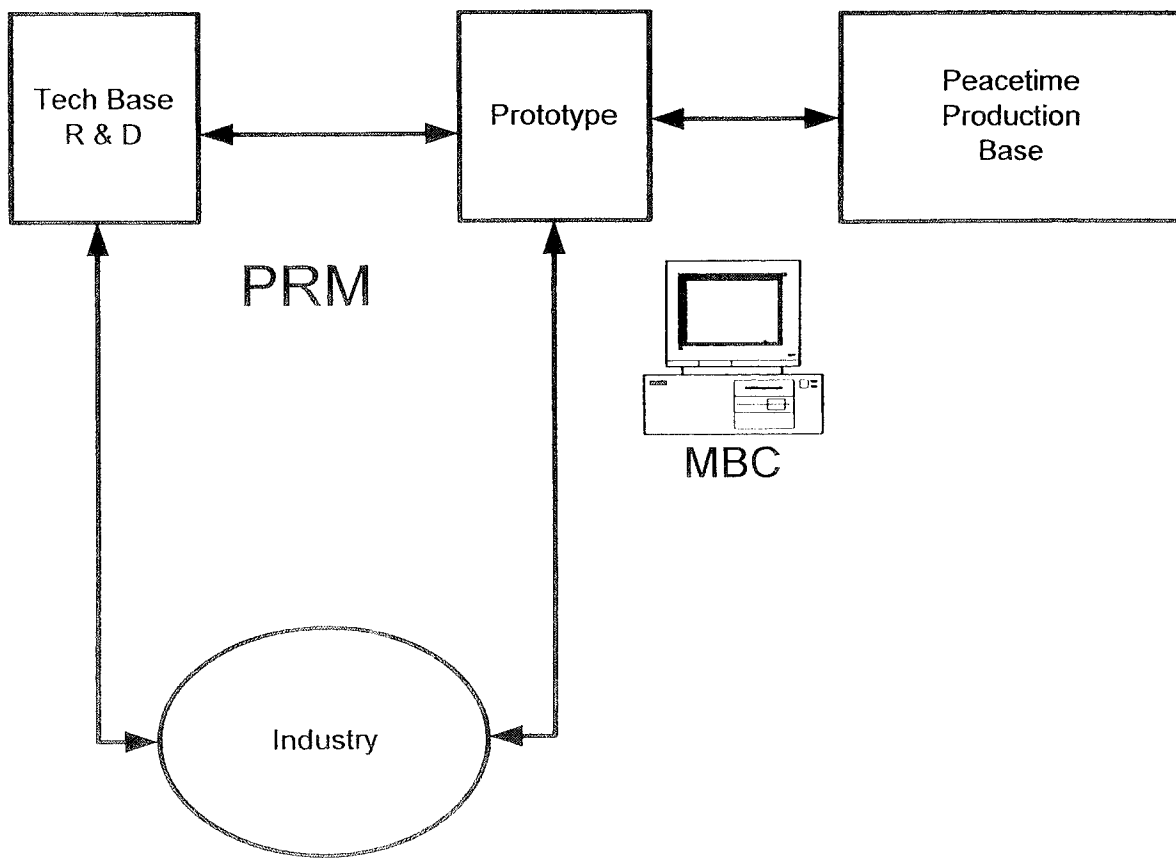 Tech Base
R & D
Prototype
Peacetime
Production
Base
PRM
MBC
Industry